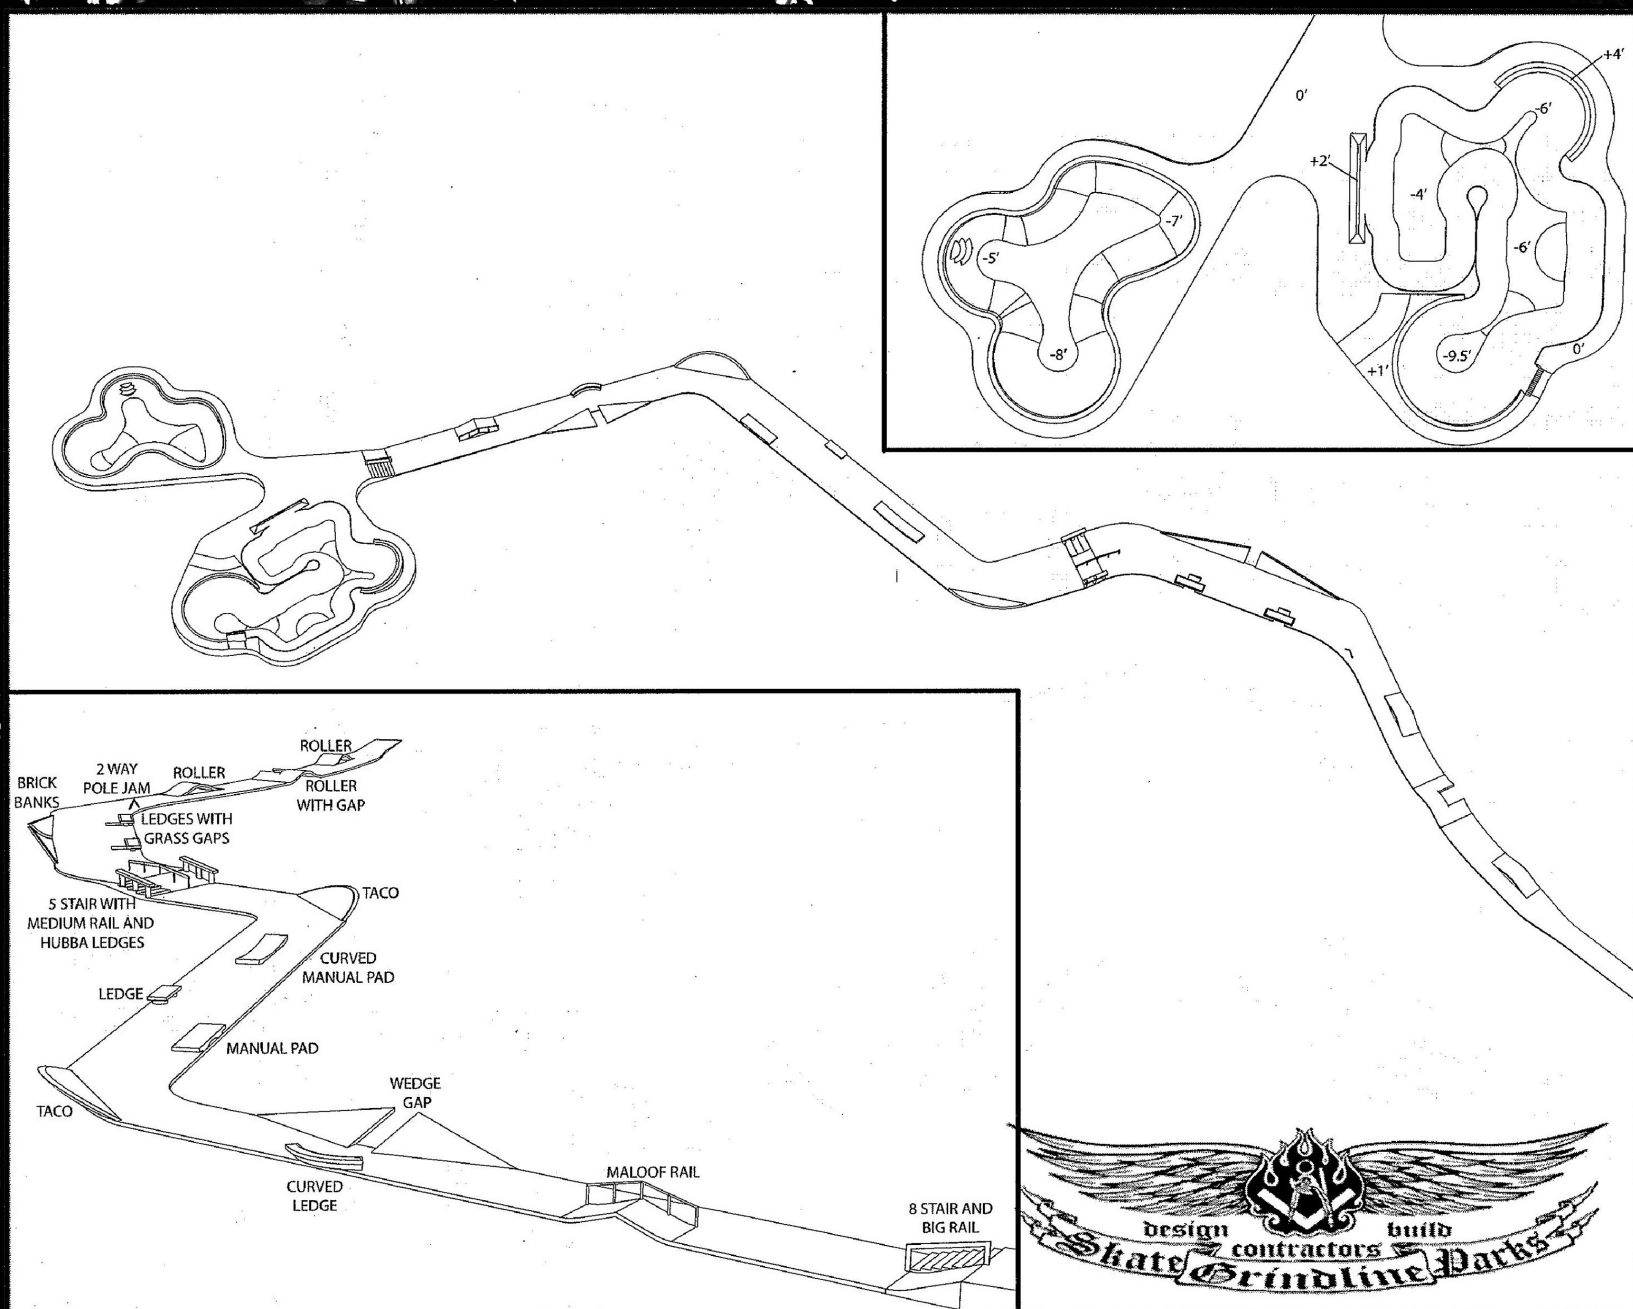 +4'
0'
-6'
+2'
-4'
-7'
-6'
-5'
-8'
-9.5'
0'
+1'
ROLLER
2 WAY
POLE JAM
ROLLER
BRICK
BANKS
ROLLER
WITH GAP
LEDGES WITH
GRASS GAPS
TACO
5 STAIR WITH
MEDIUM RAIL AND
HUBBA LEDGES
CURVED
MANUAL PAD
LEDGE
MANUAL PAD
WEDGE
GAP
TACO
MALOOF RAIL
CURVED
LEDGE
8 STAIR AND
BIG RAIL
design build
contractors
Skate Grindline Parks